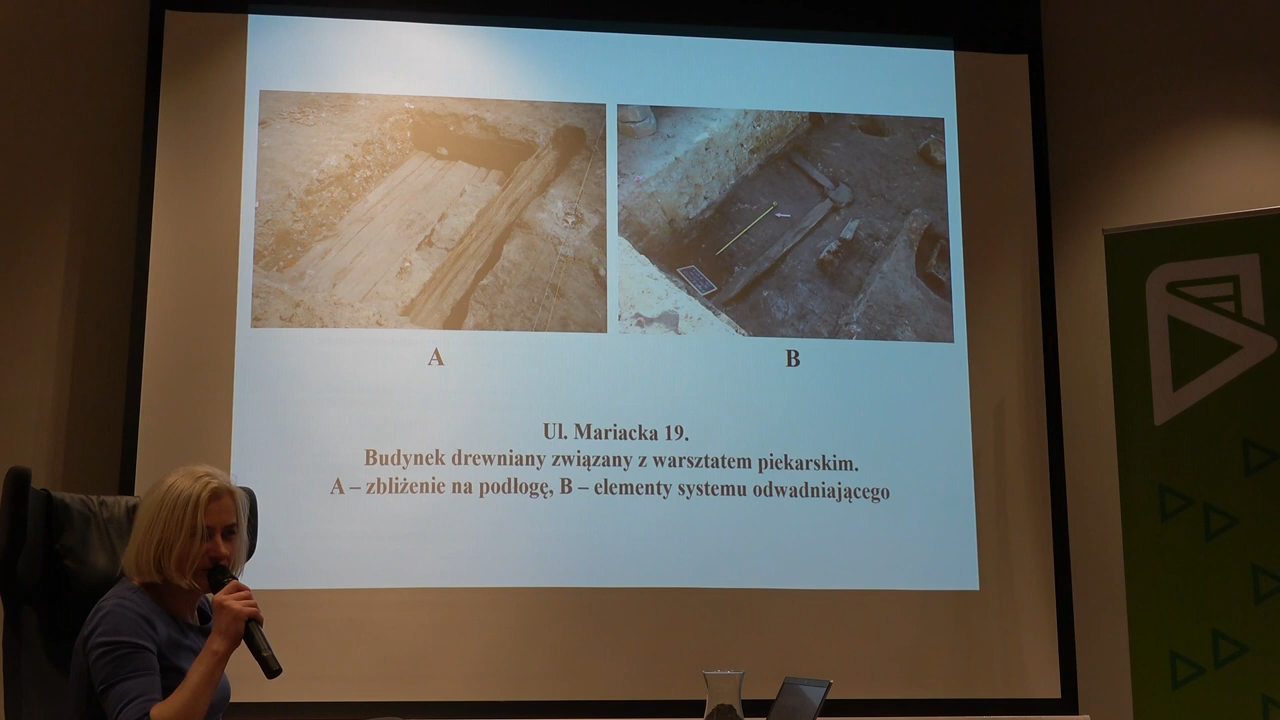 A
B
Ul. Mariacka 19.
Budynek drewniany związany z warsztatem piekarskim.
A – zbliżenie na podłogę, B – elementy systemu odwadniającego